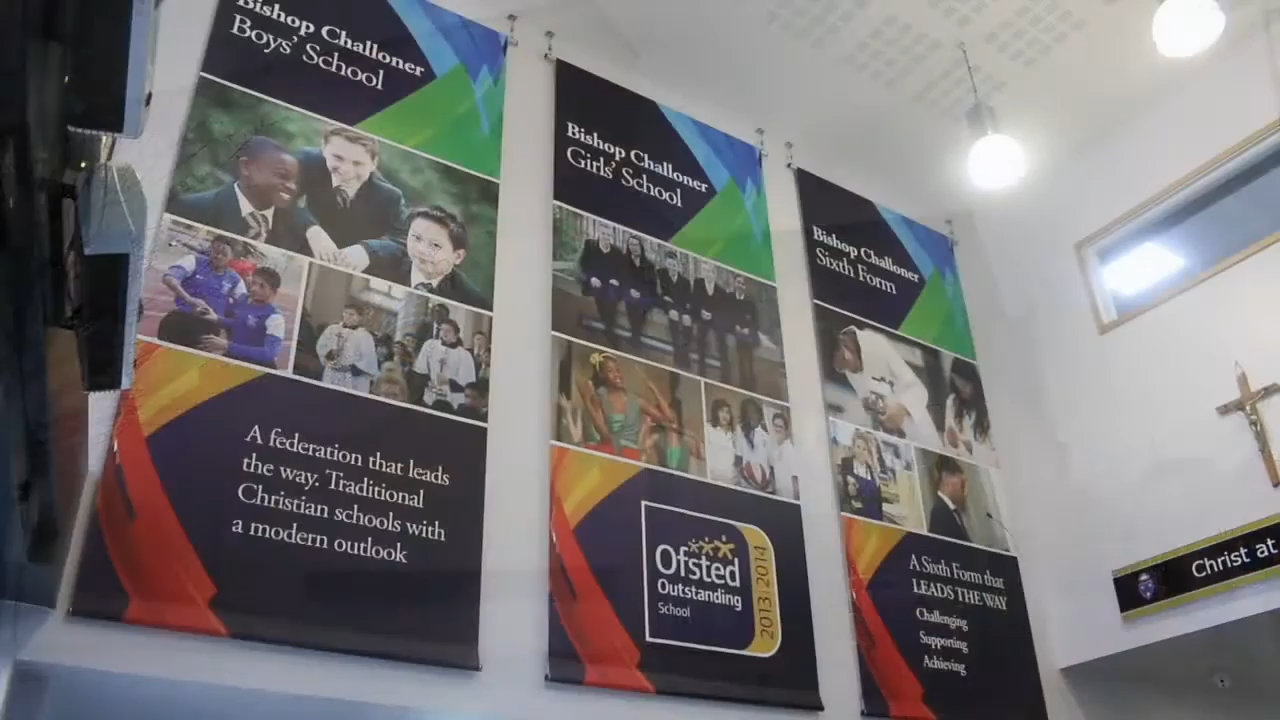 Bishop Challoner
Boys' School
A federation that leads
the way. Traditional
Christian schools with
a modern outlook
Bishop Challoner
Girls' School
Ofsted
Outstanding
School
2013|2014
Bishop Challoner
Sixth Form
A Sixth Form that
LEADS THE WAY
Challenging
Supporting
Achieving
Christ at